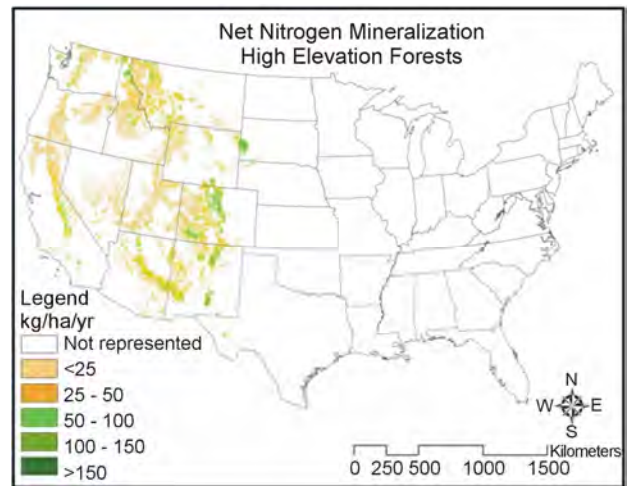 Net Nitrogen Mineralization
High Elevation Forests
Legend
kg/ha/yr
Not represented
<25
25 - 50
50 - 100
100 - 150
>150
N
W E
S
Kilometers
0 250 500 1000 1500